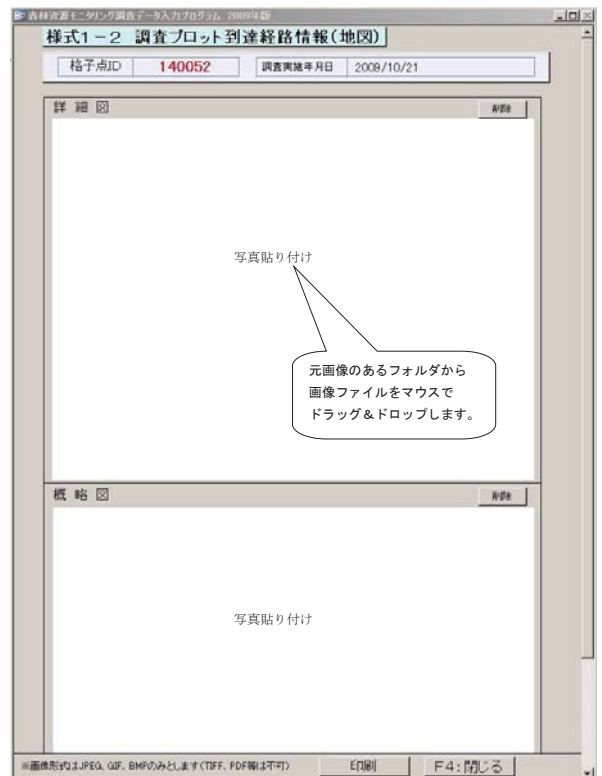 森林資源モニタリング調査データ入力プログラム 2009年版
様式1-2 調査プロット到達経路情報(地図)
格子点ID 140052 調査実施年月日 2009/10/21
詳細図 削除
写真貼り付け
元画像のあるフォルダから
画像ファイルをマウスで
ドラッグ&ドロップします。
概略図 削除
写真貼り付け
※画像形式はJPEG、GIF、BMPのみとします(TIFF、PDF等は不可) 印刷 F4:閉じる